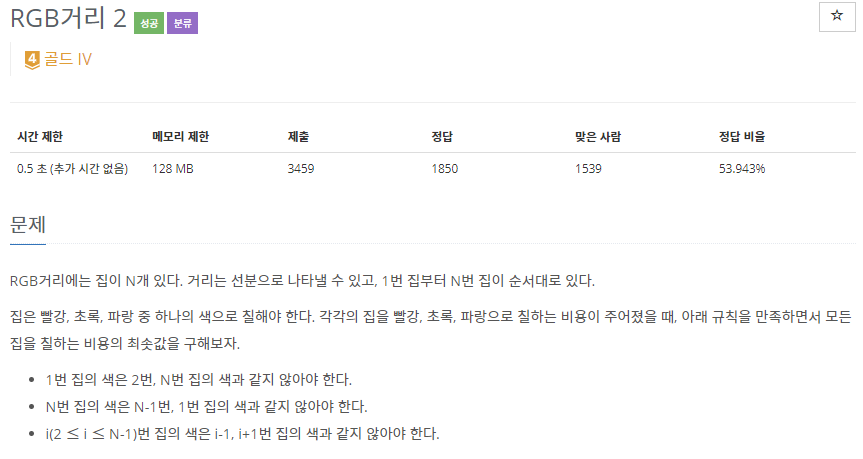 RGB거리 2 성공 분류
☆
4 골드 IV
시간 제한 메모리 제한 제출 정답 맞은 사람 정답 비율
0.5 초 (추가 시간 없음) 128 MB 3459 1850 1539 53.943%
문제
RGB거리에는 집이 N개 있다. 거리는 선분으로 나타낼 수 있고, 1번 집부터 N번 집이 순서대로 있다.
집은 빨강, 초록, 파랑 중 하나의 색으로 칠해야 한다. 각각의 집을 빨강, 초록, 파랑으로 칠하는 비용이 주어졌을 때, 아래 규칙을 만족하면서 모든
집을 칠하는 비용의 최솟값을 구해보자.
• 1번 집의 색은 2번, N번 집의 색과 같지 않아야 한다.
• N번 집의 색은 N-1번, 1번 집의 색과 같지 않아야 한다.
• i(2 ≤ i ≤ N-1)번 집의 색은 i-1, i+1번 집의 색과 같지 않아야 한다.